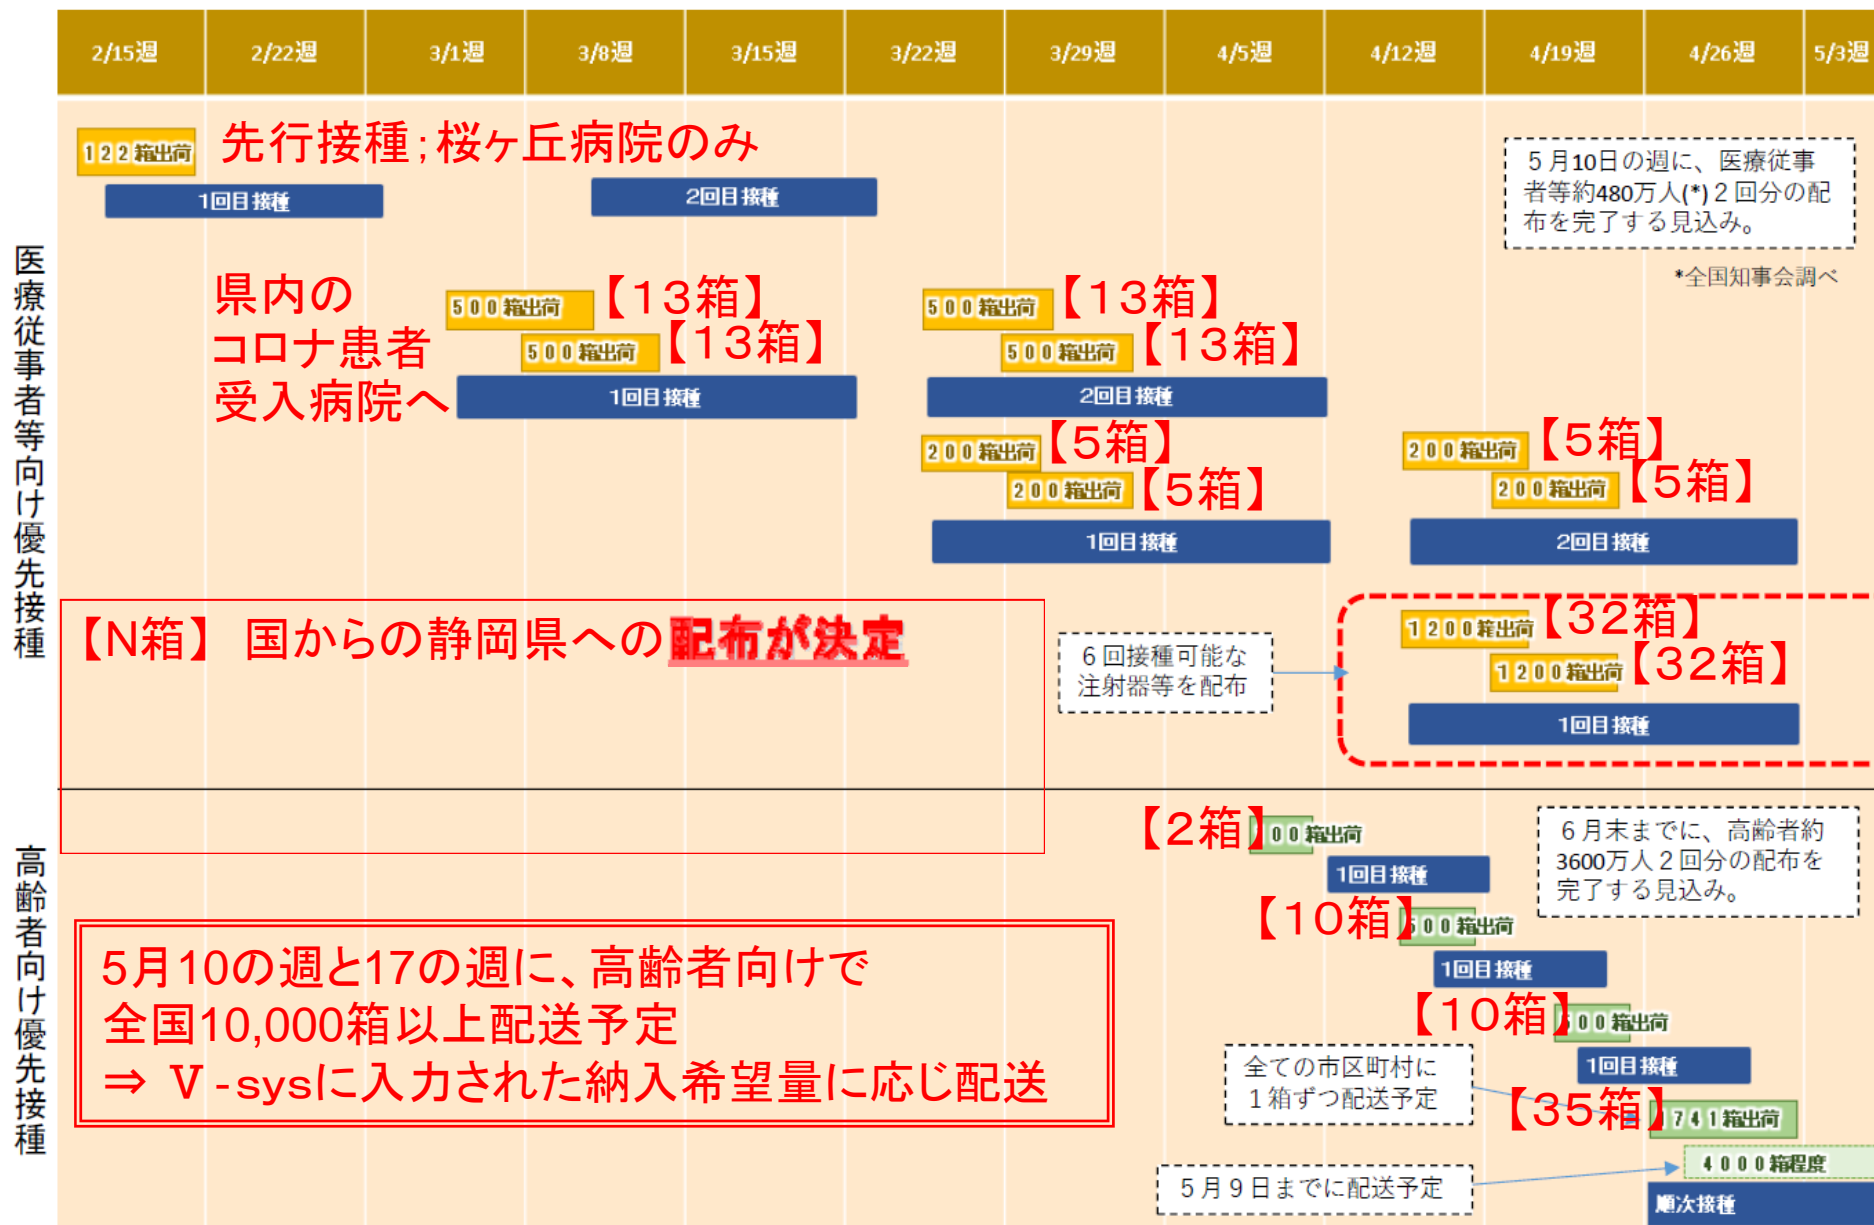 2/15週 2/22週 3/1週 3/8週 3/15週 3/22週 3/29週 4/5週 4/12週 4/19週 4/26週 5/3週
医療従事者等向け優先接種
122箱出荷
先行接種；桜ヶ丘病院のみ
1回目接種
2回目接種
5月10日の週に、医療従事
者等約480万人(*)2回分の配
布を完了する見込み。
*全国知事会調べ
県内の
コロナ患者
受入病院へ
500箱出荷【13箱】
500箱出荷【13箱】
1回目接種
500箱出荷【13箱】
500箱出荷【13箱】
2回目接種
200箱出荷【5箱】
200箱出荷【5箱】
1回目接種
200箱出荷【5箱】
200箱出荷【5箱】
2回目接種
【N箱】 国からの静岡県への配布が決定
6回接種可能な
注射器等を配布
1200箱出荷【32箱】
1200箱出荷【32箱】
1回目接種
高齢者向け優先接種
【2箱】00箱出荷
1回目接種
6月末までに、高齢者約
3600万人2回分の配布を
完了する見込み。
【10箱】500箱出荷
1回目接種
【10箱】500箱出荷
1回目接種
5月10の週と17の週に、高齢者向けで
全国10,000箱以上配送予定
⇒ V-sysに入力された納入希望量に応じ配送
全ての市区町村に
1箱ずつ配送予定
【35箱】1741箱出荷
4000箱程度
5月9日までに配送予定
順次接種